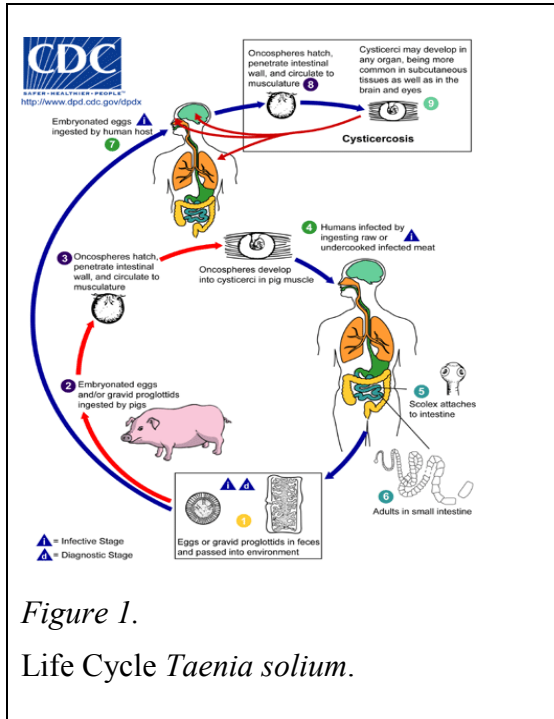 CDC
SAFER • HEALTHIER • PEOPLE™
http://www.dpd.cdc.gov/dpdx
Oncospheres hatch,
penetrate intestinal
wall, and circulate to
musculature 8
Cysticerci may develop in
any organ, being more
common in subcutaneous
tissues as well as in the
brain and eyes
9
Cysticercosis
Embryonated eggs
ingested by human host
i
7
3 Oncospheres hatch,
penetrate intestinal
wall, and circulate to
musculature
Oncospheres develop
into cysticerci in pig muscle
4 Humans infected by
ingesting raw or
undercooked infected meat
i
2 Embryonated eggs
and/or gravid proglottids
ingested by pigs
5
Scolex attaches
to intestine
6
Adults in small intestine
i d
1
Eggs or gravid proglottids in feces
and passed into environment
i = Infective Stage
d = Diagnostic Stage
Figure 1.
Life Cycle Taenia solium.